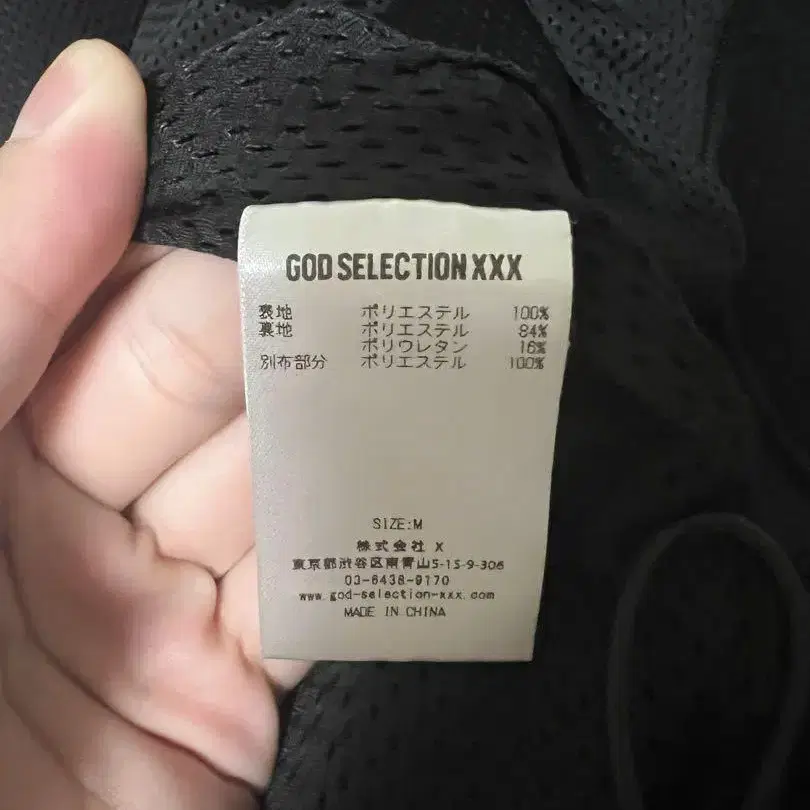 GOD SELECTION XXX
表地 ポリエステル 100%
裏地 ポリエステル 84%
ポリウレタン 16%
別布部分 ポリエステル 100%
SIZE:M
株式会社 X
東京都渋谷区南青山5-15-9-306
03-6438-9170
www.god-selection-xxx.com
MADE IN CHINA